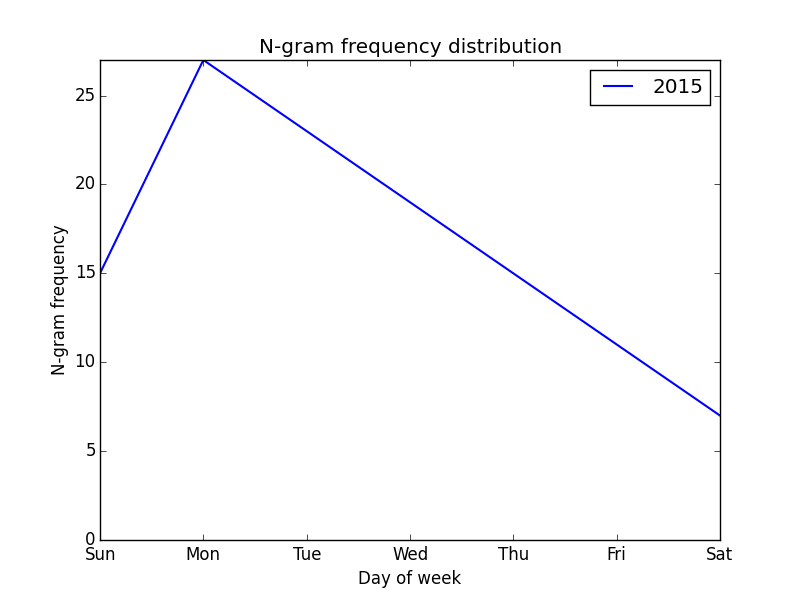 N-gram frequency distribution
2015
N-gram frequency
25
20
15
10
5
0
Sun Mon Tue Wed Thu Fri Sat
Day of week